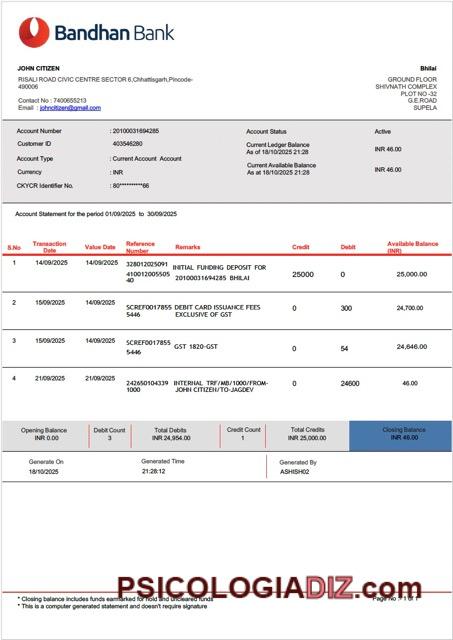 Bandhan Bank
JOHN CITIZEN
RISALI ROAD CIVIC CENTRE SECTOR 6,Chhattisgarh,Pincode-
490006
Contact No : 7400655213
Email : johncitizen@gmail.com
Bhilai
GROUND FLOOR
SHIVNATH COMPLEX
PLOT NO -32
G.E.ROAD
SUPELA
Account Number : 20100031694285
Customer ID 403546280
Account Type : Current Account Account
Currency : INR
CKYCR Identifier No. : 80*********66
Account Status Active
Current Ledger Balance
As of 18/10/2025 21:28 INR 46.00
Current Available Balance
As at 18/10/2025 21:28 INR 46.00
Account Statement for the period 01/09/2025 to 30/09/2025
S.No Transaction Date Value Date Reference Number Remarks Credit Debit Available Balance (INR)
1 14/09/2025 14/09/2025 328012025091 410012005505 40 INITIAL FUNDING DEPOSIT FOR 20100031694285 BHILAI 25000 0 25,000.00
2 15/09/2025 14/09/2025 SCREF0017855 5446 DEBIT CARD ISSUANCE FEES EXCLUSIVE OF GST 0 300 24,700.00
3 15/09/2025 14/09/2025 SCREF0017855 5446 GST 1820-GST 0 54 24,646.00
4 21/09/2025 21/09/2025 242650104339 1000 INTERNAL TRF/MB/1000/FROM- JOHN CITIZEN/TO-JAGDEV 0 24600 46.00
Opening Balance Debit Count Total Debits Credit Count Total Credits Closing Balance
INR 0.00 3 INR 24,954.00 1 INR 25,000.00 INR 46.00
Generate On Generated Time Generated By
18/10/2025 21:28:12 ASHISH02
PSICOLOGIADIZ.com
* Closing balance includes funds earmarked for hold and uncleared funds
Page No :- 1 of 1
* This is a computer generated statement and doesn't require signature